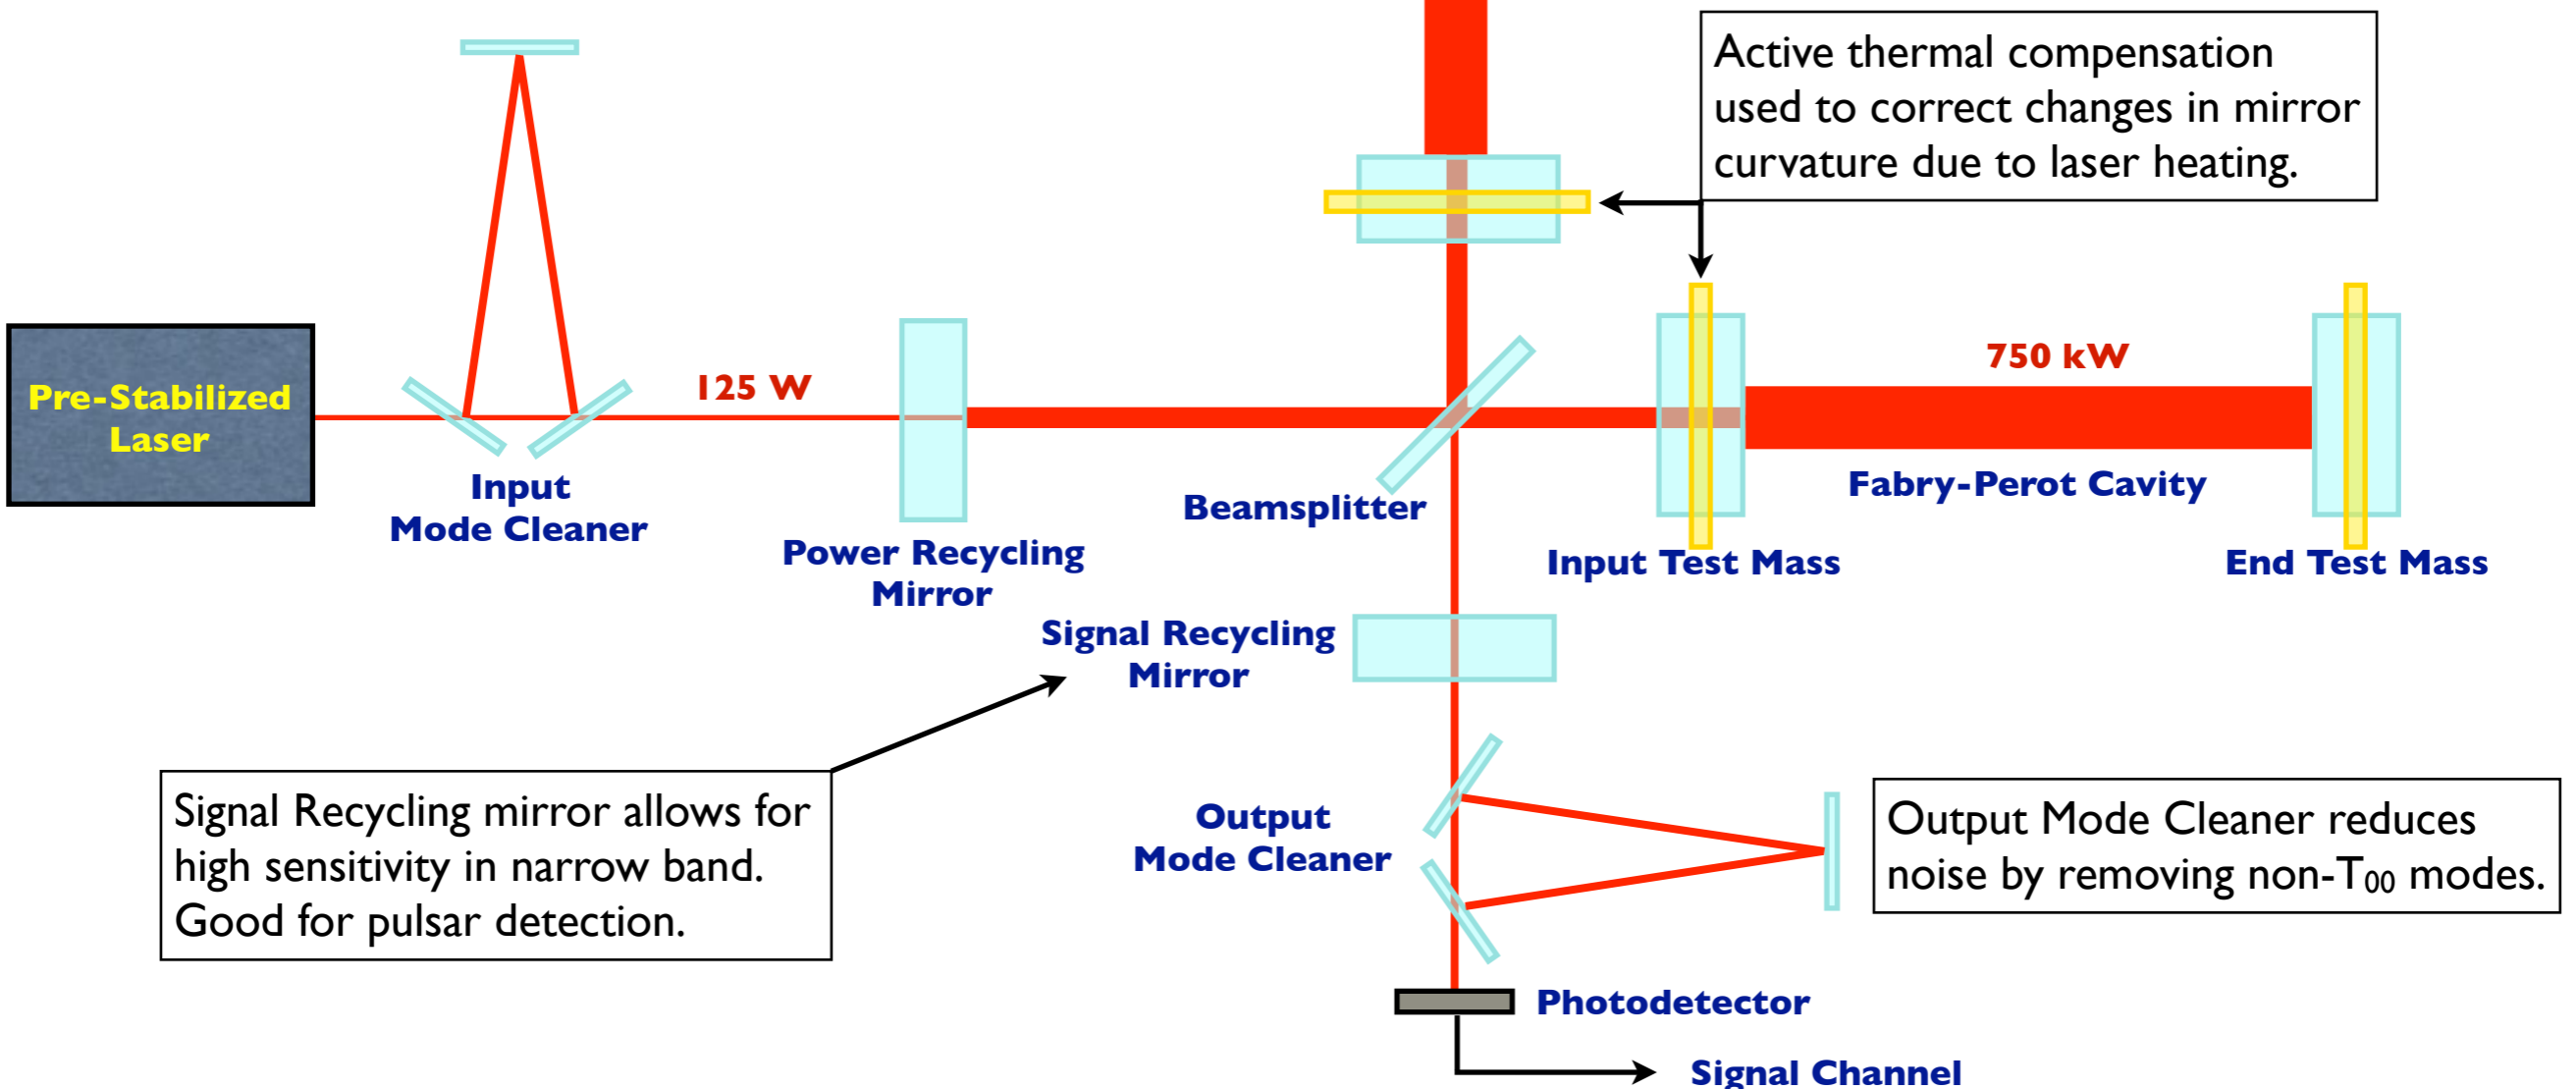 Active thermal compensation
used to correct changes in mirror
curvature due to laser heating.
Pre-Stabilized
Laser
125 W
750 kW
Input
Mode Cleaner
Power Recycling
Mirror
Beamsplitter
Fabry-Perot Cavity
Input Test Mass
End Test Mass
Signal Recycling
Mirror
Signal Recycling mirror allows for
high sensitivity in narrow band.
Good for pulsar detection.
Output
Mode Cleaner
Output Mode Cleaner reduces
noise by removing non-T₀₀ modes.
Photodetector
Signal Channel